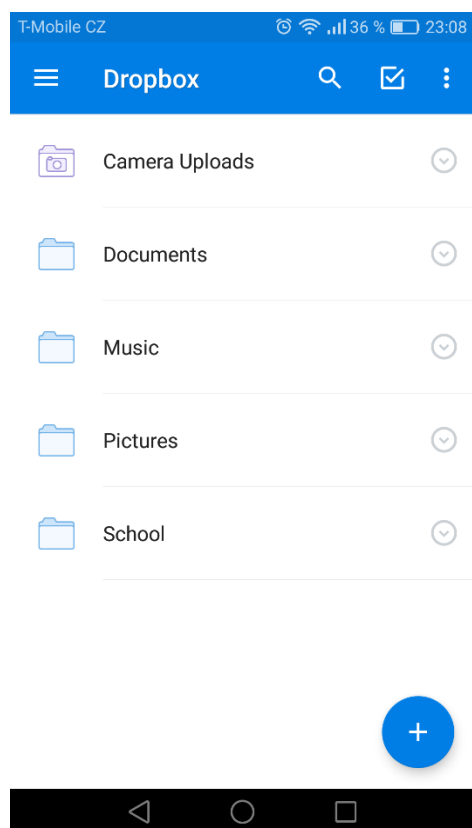 T-Mobile CZ 36 % 23:08
Dropbox
Camera Uploads
Documents
Music
Pictures
School